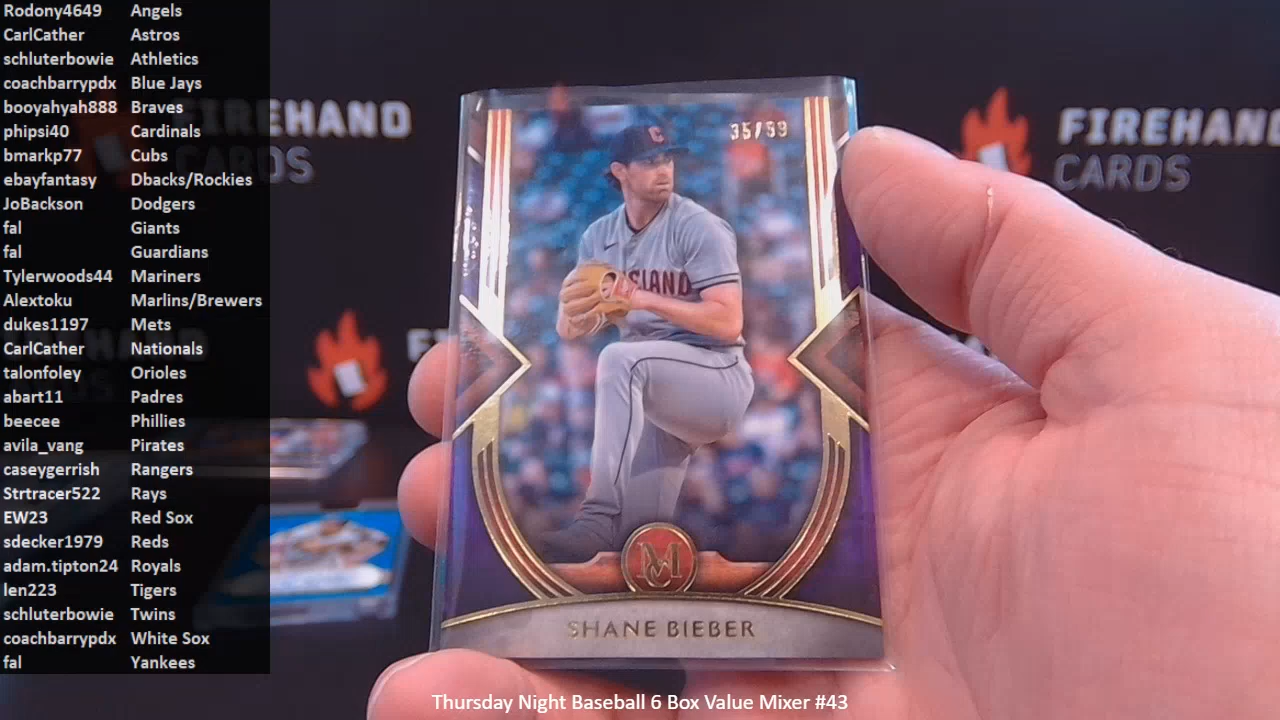 Rodony4649 Angels
CarlCather Astros
schluterbowie Athletics
coachbarrypdx Blue Jays
booyahyah888 Braves
phipsi40 Cardinals
bmarkp77 Cubs
ebayfantasy Dbacks/Rockies
JoBackson Dodgers
fal Giants
fal Guardians
Tylerwoods44 Mariners
Alextoku Marlins/Brewers
dukes1197 Mets
CarlCather Nationals
talonfoley Orioles
abart11 Padres
beecee Phillies
avila_vang Pirates
caseygerrish Rangers
Strtracer522 Rays
EW23 Red Sox
sdecker1979 Reds
adam.tipton24 Royals
len223 Tigers
schluterbowie Twins
coachbarrypdx White Sox
fal Yankees
FIREHAND
CARDS
FIREHAND
CARDS
35/99
C
M
SHANE BIEBER
Thursday Night Baseball 6 Box Value Mixer #43